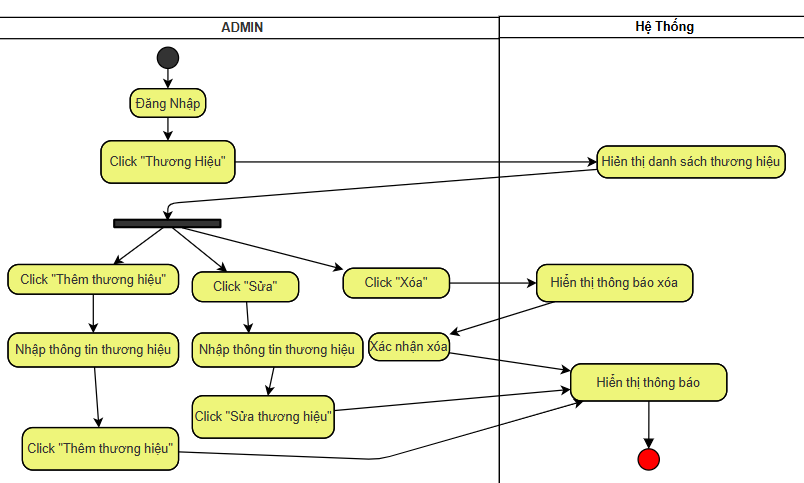 ADMIN
Hệ Thống
Đăng Nhập
Click "Thương Hiệu"
Hiển thị danh sách thương hiệu
Click "Thêm thương hiệu"
Click "Sửa"
Click "Xóa"
Hiển thị thông báo xóa
Nhập thông tin thương hiệu
Nhập thông tin thương hiệu
Xác nhận xóa
Hiển thị thông báo
Click "Sửa thương hiệu"
Click "Thêm thương hiệu"